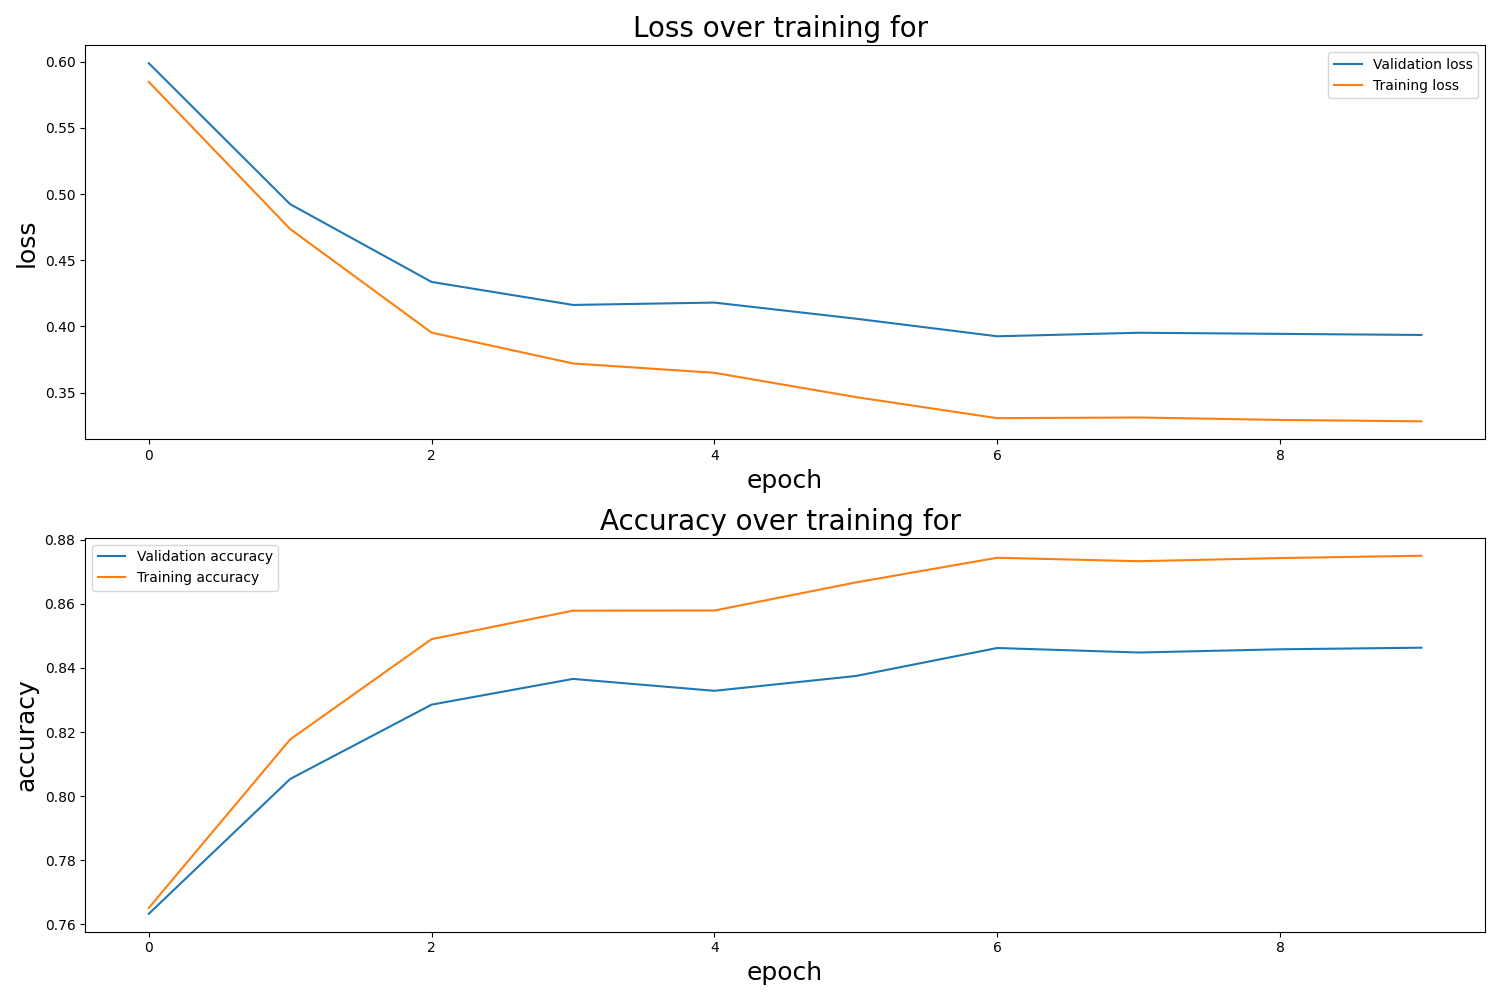 Loss over training for
Validation loss
Training loss
0.60
0.55
0.50
0.45
0.40
0.35
loss
0 2 4 6 8
epoch
Accuracy over training for
Validation accuracy
Training accuracy
0.88
0.86
0.84
0.82
0.80
0.78
0.76
accuracy
0 2 4 6 8
epoch